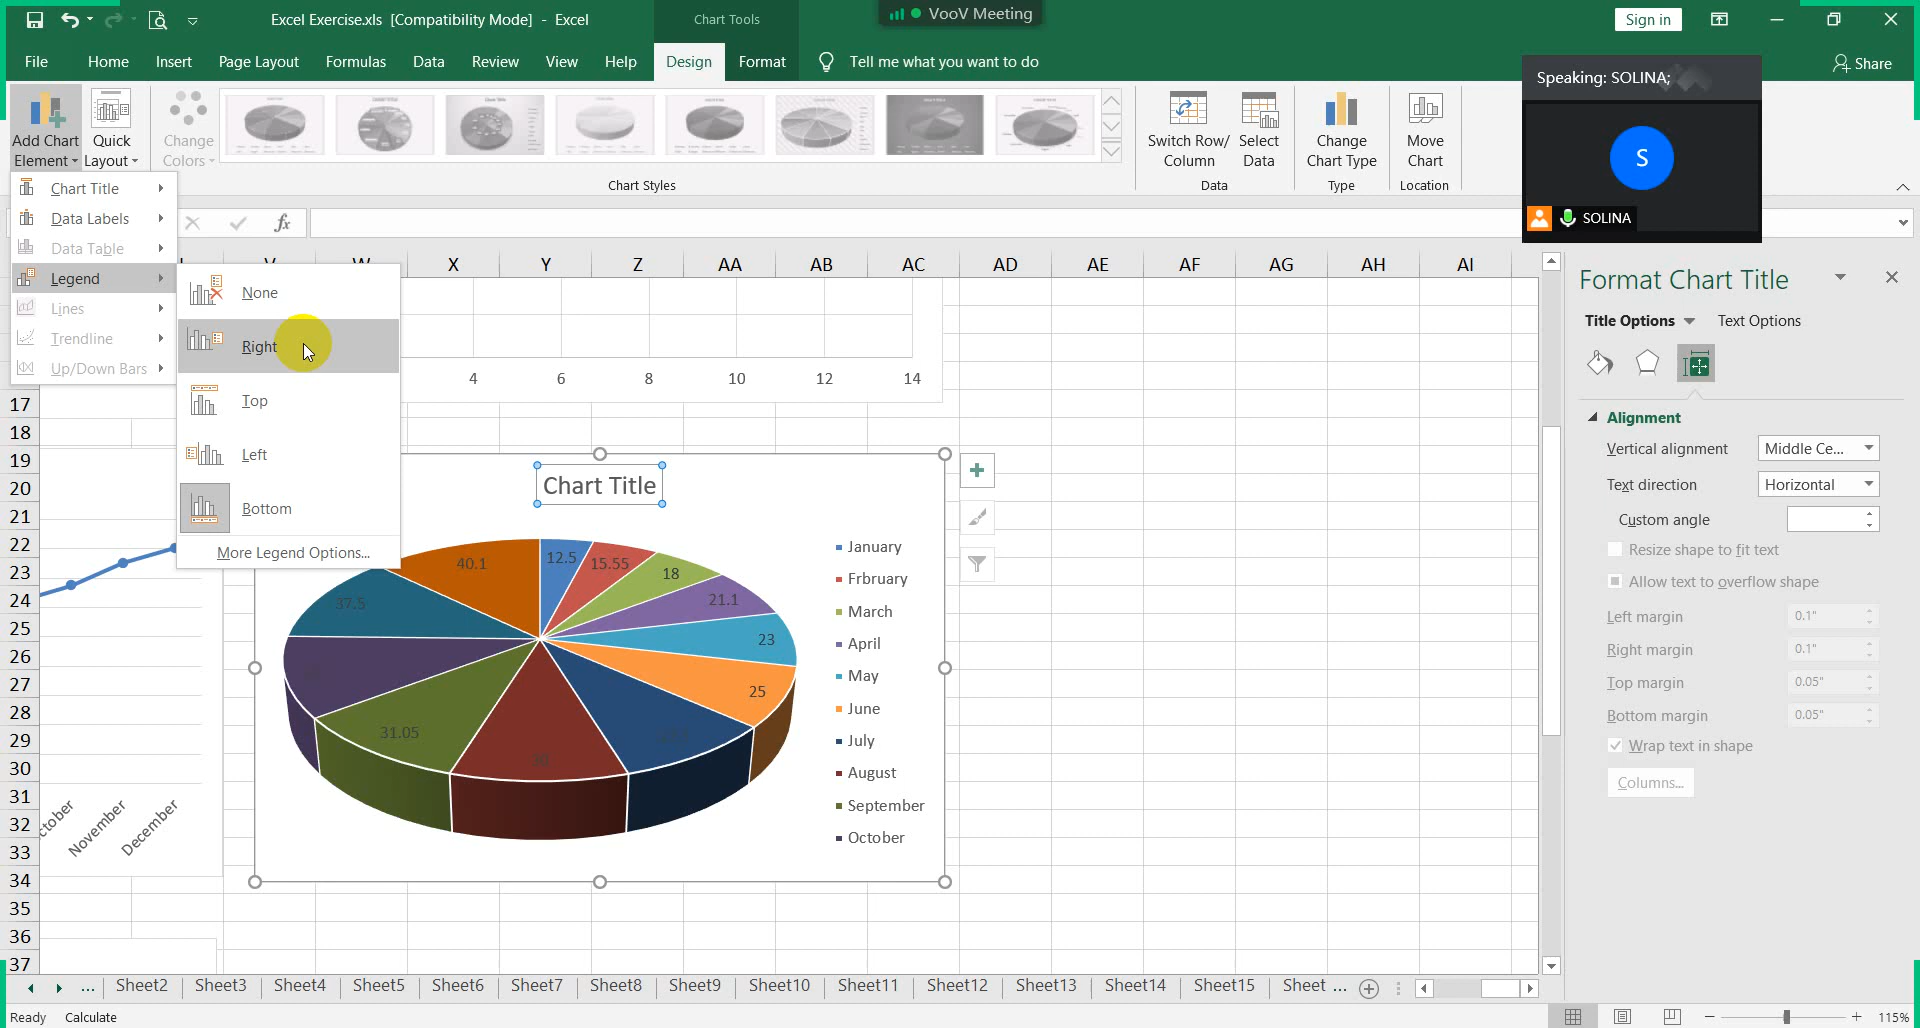 Excel Exercise.xls [Compatibility Mode] - Excel
Chart Tools
VooV Meeting
Sign in
File Home Insert Page Layout Formulas Data Review View Help Design Format Tell me what you want to do
Share
Speaking: SOLINA;
S
SOLINA
Add Chart Element
Quick Layout
Change Colors
Chart Styles
Switch Row/ Column
Select Data
Data
Change Chart Type
Type
Move Chart
Location
Chart Title
Data Labels
Data Table
Legend
Lines
Trendline
Up/Down Bars
None
Right
Top
Left
Bottom
More Legend Options...
fx
X Y Z AA AB AC AD AE AF AG AH AI
4 6 8 10 12 14
17
18
19
20
21
22
23
24
25
26
27
28
29
30
31
32
33
34
35
36
37
November
December
Chart Title
40.1
12.5
15.55
18
21.1
23
25
30
31.05
37.5
January
Frbruary
March
April
May
June
July
August
September
October
Format Chart Title
Title Options Text Options
Alignment
Vertical alignment Middle Ce...
Text direction Horizontal
Custom angle
Resize shape to fit text
Allow text to overflow shape
Left margin 0.1"
Right margin 0.1"
Top margin 0.05"
Bottom margin 0.05"
Wrap text in shape
Columns...
... Sheet2 Sheet3 Sheet4 Sheet5 Sheet6 Sheet7 Sheet8 Sheet9 Sheet10 Sheet11 Sheet12 Sheet13 Sheet14 Sheet15 Sheet ...
Ready Calculate
115%